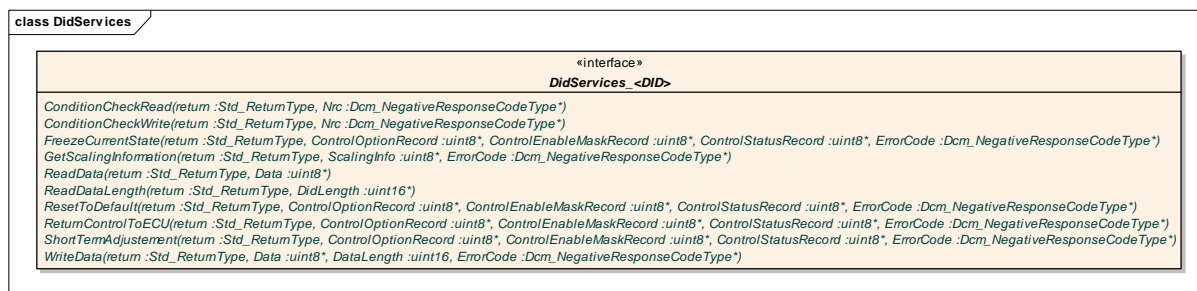 class DidServices
«interface»
DidServices_<DID>
ConditionCheckRead(return :Std_ReturnType, Nrc :Dcm_NegativeResponseCodeType*)
ConditionCheckWrite(return :Std_ReturnType, Nrc :Dcm_NegativeResponseCodeType*)
FreezeCurrentState(return :Std_ReturnType, ControlOptionRecord :uint8*, ControlEnableMaskRecord :uint8*, ControlStatusRecord :uint8*, ErrorCode :Dcm_NegativeResponseCodeType*)
GetScalingInformation(return :Std_ReturnType, ScalingInfo :uint8*, ErrorCode :Dcm_NegativeResponseCodeType*)
ReadData(return :Std_ReturnType, Data :uint8*)
ReadDataLength(return :Std_ReturnType, DidLength :uint16*)
ResetToDefault(return :Std_ReturnType, ControlOptionRecord :uint8*, ControlEnableMaskRecord :uint8*, ControlStatusRecord :uint8*, ErrorCode :Dcm_NegativeResponseCodeType*)
ReturnControlToECU(return :Std_ReturnType, ControlOptionRecord :uint8*, ControlEnableMaskRecord :uint8*, ControlStatusRecord :uint8*, ErrorCode :Dcm_NegativeResponseCodeType*)
ShortTermAdjustement(return :Std_ReturnType, ControlOptionRecord :uint8*, ControlEnableMaskRecord :uint8*, ControlStatusRecord :uint8*, ErrorCode :Dcm_NegativeResponseCodeType*)
WriteData(return :Std_ReturnType, Data :uint8*, DataLength :uint16, ErrorCode :Dcm_NegativeResponseCodeType*)